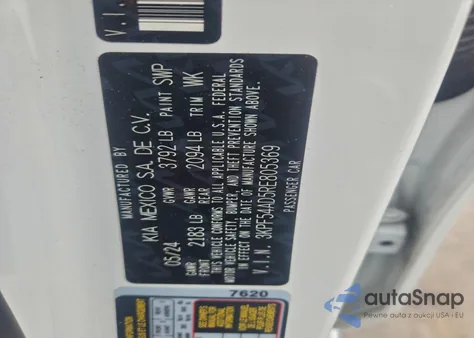 V.I.N.
MANUFACTURED BY
KIA MEXICO S.A. DE C.V.
05/24 GVWR 3792 LB PAINT SWP
GAWR FRONT 2183 LB GAWR REAR 2094 LB TRIM WK
THIS VEHICLE CONFORMS TO ALL APPLICABLE U.S.A. FEDERAL
MOTOR VEHICLE SAFETY, BUMPER, AND THEFT PREVENTION STANDARDS
IN EFFECT ON THE DATE OF MANUFACTURE SHOWN ABOVE.
V.I.N. 3KPF54AD5RE805369
PASSENGER CAR
7620
autaSnap
Pewne auta z aukcji USA i EU